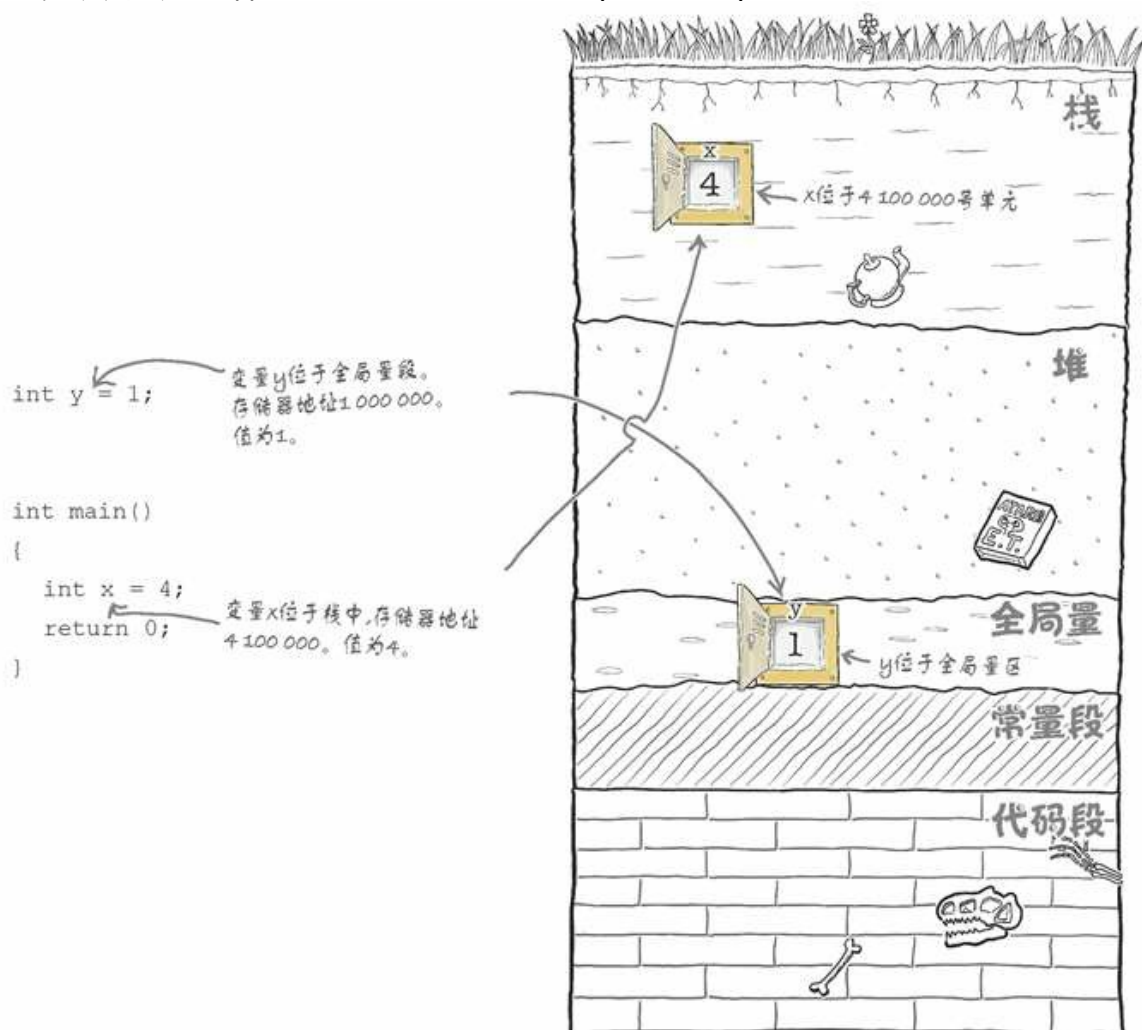 int y = 1;
变量y位于全局量段。
存储器地址1 000 000。
值为1。
int main()
{
int x = 4;
return 0;
}
变量x位于栈中,存储器地址
4 100 000。值为4。
栈
x
4
x位于4 100 000号单元
堆
E.T.
全局量
y
1
y位于全局量区
常量段
代码段